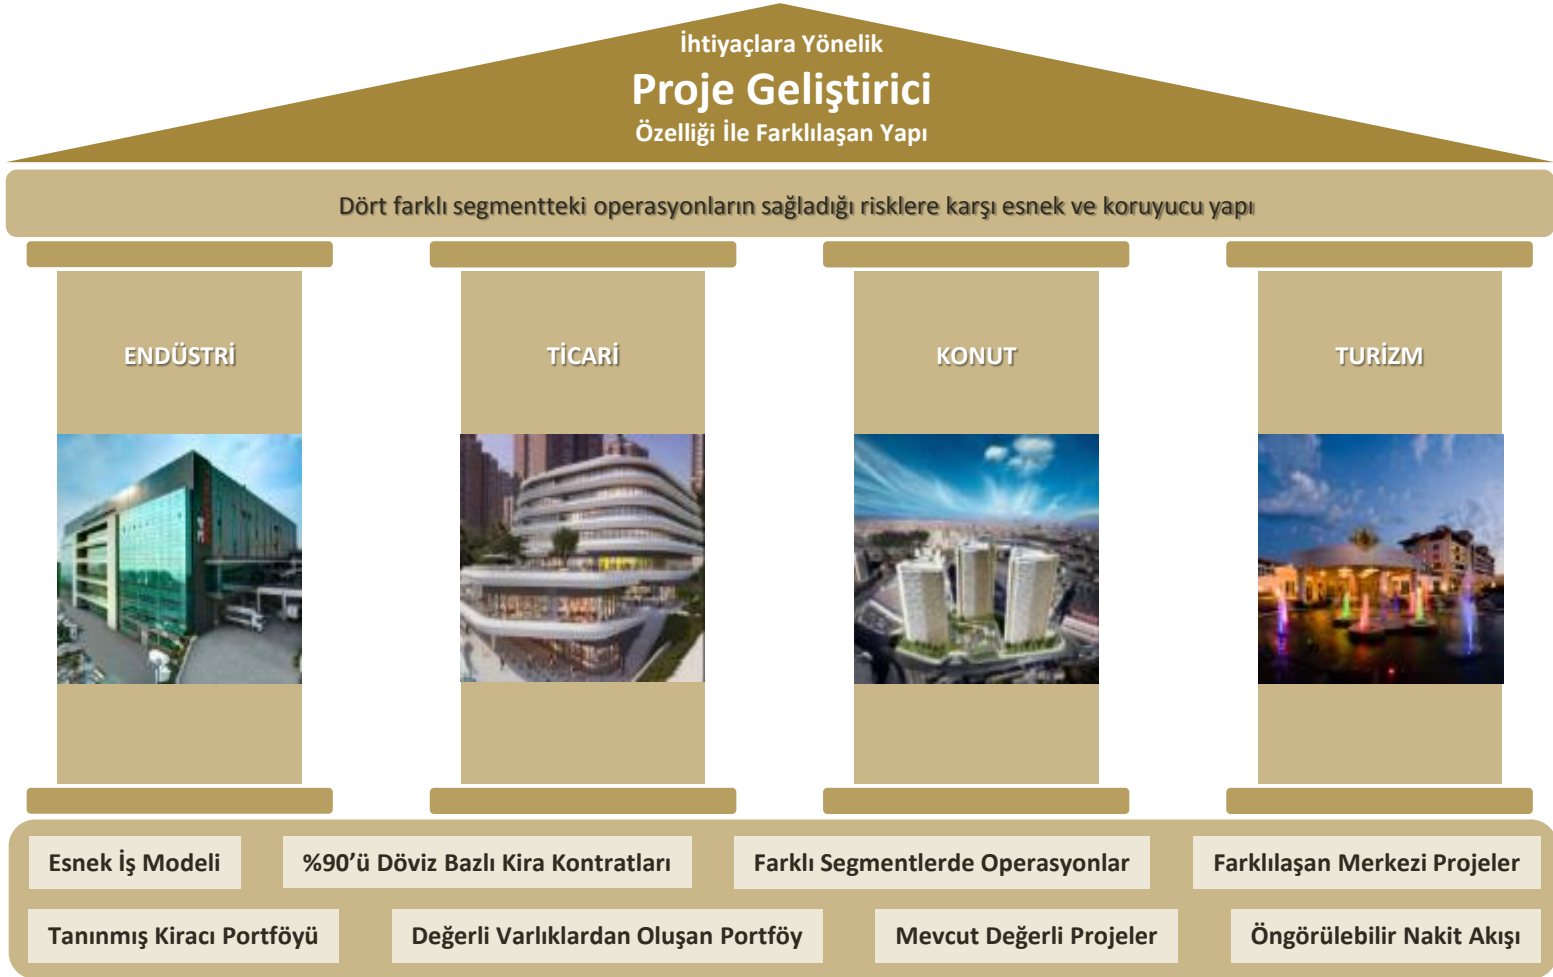 İhtiyaçlara Yönelik
Proje Geliştirici
Özelliği İle Farklılaşan Yapı
Dört farklı segmentteki operasyonların sağladığı risklere karşı esnek ve koruyucu yapı
ENDÜSTRİ
TİCARİ
KONUT
TURİZM
Esnek İş Modeli
%90’ü Döviz Bazlı Kira Kontratları
Farklı Segmentlerde Operasyonlar
Farklılaşan Merkezi Projeler
Tanınmış Kiracı Portföyü
Değerli Varlıklardan Oluşan Portföy
Mevcut Değerli Projeler
Öngörülebilir Nakit Akışı